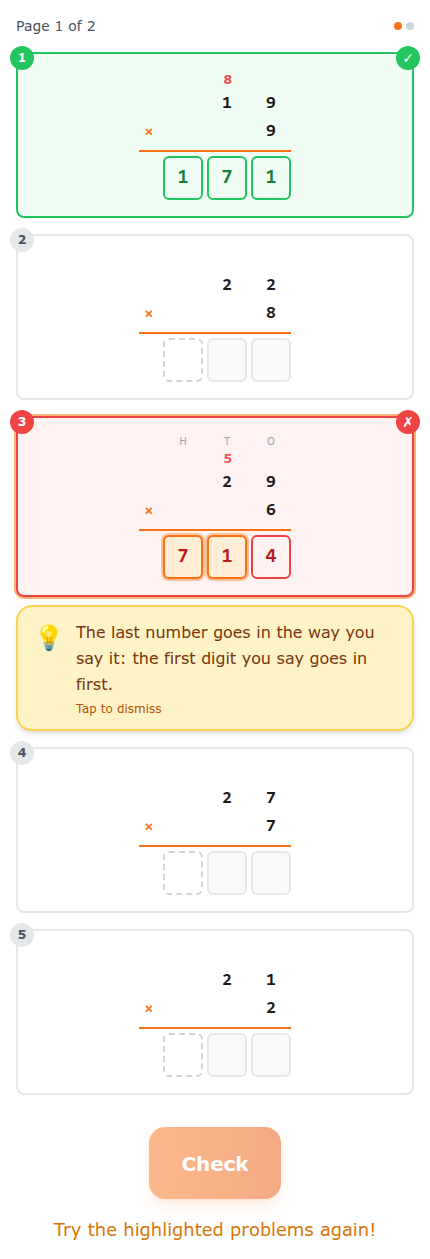 Page 1 of 2
1
✓
8
1 9
× 9
1 7 1
2
2 2
× 8
3
✗
H T O
5
2 9
× 6
7 1 4
💡 The last number goes in the way you
say it: the first digit you say goes in
first.
Tap to dismiss
4
2 7
× 7
5
2 1
× 2
Check
Try the highlighted problems again!